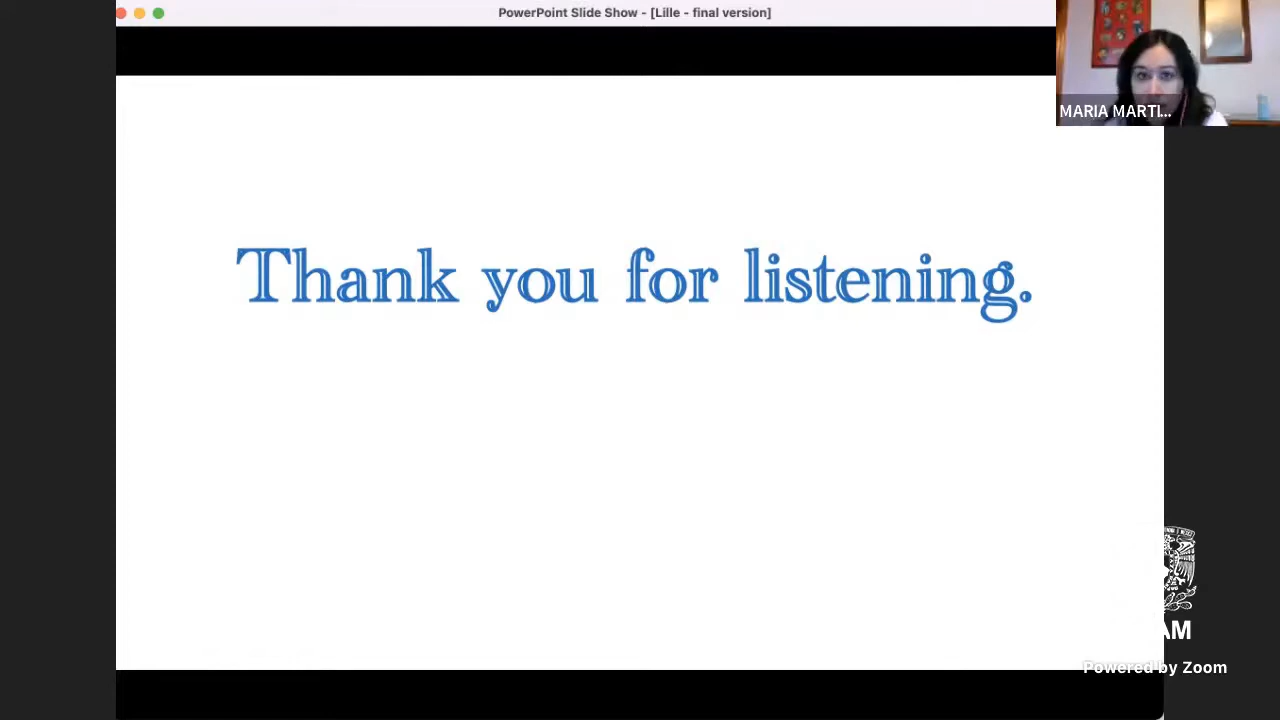 PowerPoint Slide Show - [Lille - final version]
MARIA MARTI...
Thank you for listening.
AM
Powered by Zoom